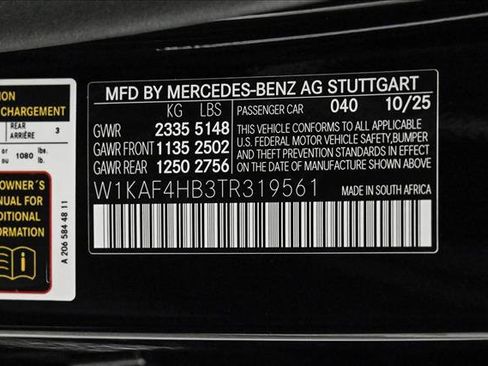 ION
CHARGEMENT
REAR
ARRIÈRE
3
ou 1080 lbs.
lb.
OWNER´S
NUAL FOR
DITIONAL
ORMATION
i
A 206 584 48 11
MFD BY MERCEDES-BENZ AG STUTTGART
KG LBS
PASSENGER CAR 040 10/25
GVWR 2335 5148
GAWR FRONT 1135 2502
GAWR REAR 1250 2756
THIS VEHICLE CONFORMS TO ALL APPLICABLE
U.S. FEDERAL MOTOR VEHICLE SAFETY, BUMPER,
AND THEFT PREVENTION STANDARDS IN EFFECT
ON THE DATE OF MANUFACTURE SHOWN ABOVE.
W1KAF4HB3TR319561
MADE IN SOUTH AFRICA